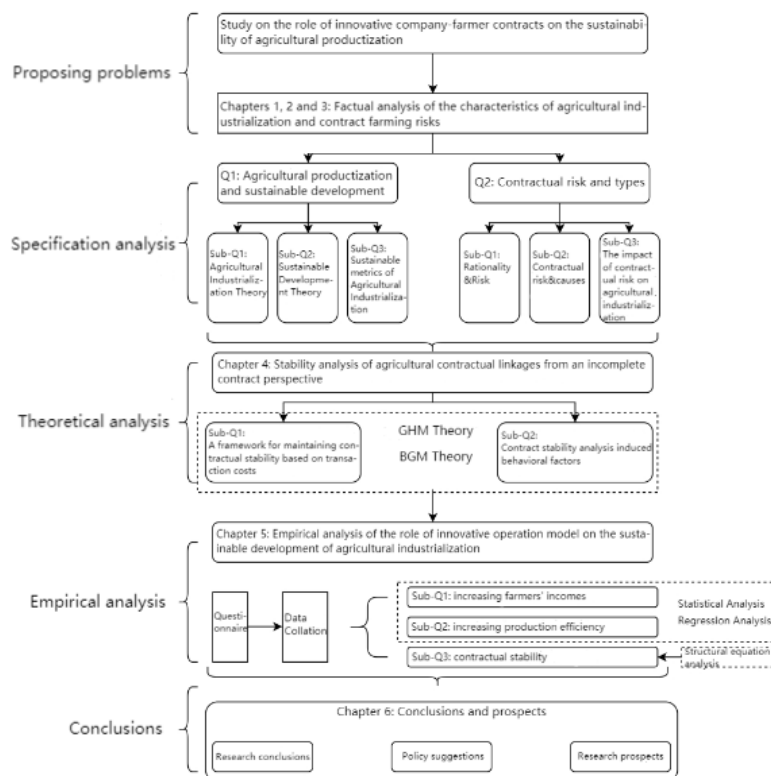 Study on the role of innovative company-farmer contracts on the sustainabil-
ity of agricultural productization
Proposing problems
Chapters 1, 2 and 3: Factual analysis of the characteristics of agricultural ind-
ustrialization and contract farming risks
Q1: Agricultural productization
and sustainable development
Q2: Contractual risk and types
Specification analysis
Sub-Q1:
Agricultural
Industrializ-
ation Theory
Sub-Q2:
Sustainable
Developm-
ent Theory
Sub-Q3:
Sustainable
metrics of
Agricultural
Industrializa-
tion
Sub-Q1:
Rationality
&Risk
Sub-Q2:
Contractual
risk&causes
Sub-Q3:
The impact
of contract-
ual risk on
agricultural,
industrializ-
ation
Chapter 4: Stability analysis of agricultural contractual linkages from an incomplete
contract perspective
Theoretical analysis
Sub-Q1:
A framework for maintaining con-
tractual stability based on transa-
ction costs
GHM Theory
BGM Theory
Sub-Q2:
Contract stability analysis induced
behavioral factors
Chapter 5: Empirical analysis of the role of innovative operation model on the susta-
inable development of agricultural industrialization
Empirical analysis
Questi-
onnaire
Data
Collation
Sub-Q1: increasing farmers' incomes
Sub-Q2: increasing production efficiency
Statistical Analysis
Regression Analysis
Sub-Q3: contractual stability
Structural equation
analysis
Conclusions
Chapter 6: Conclusions and prospects
Research conclusions
Policy suggestions
Research prospects